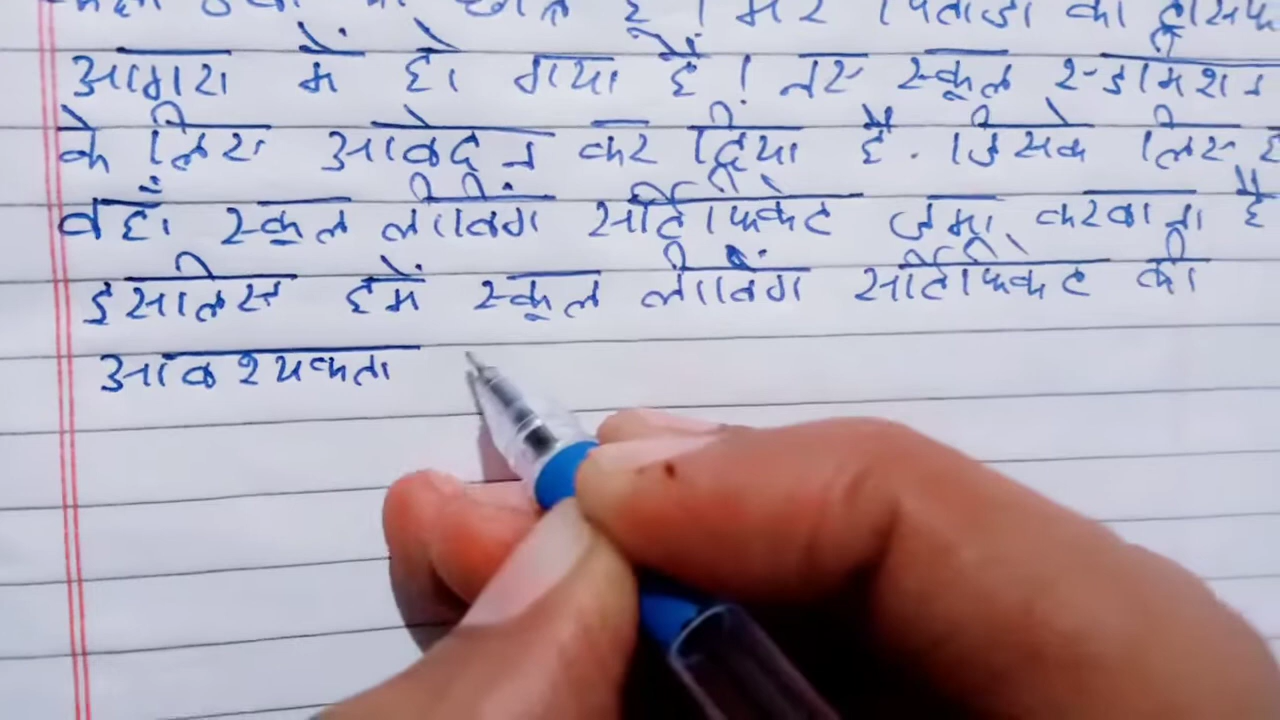 छात्र हूँ । मेरे पिताजी का
आगरा में हो गया है । नए स्कूल एडमिशन
के लिए आवेदन कर दिया है . जिसके लिए
वहाँ स्कूल लीविंग सर्टिफिकेट जमा करवाना है
इसलिए हमें स्कूल लीविंग सर्टिफिकेट की
आवश्यकता